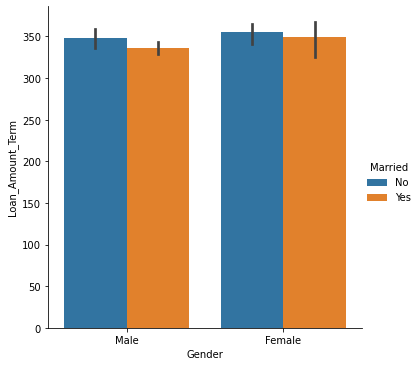 350
300
250
200
150
100
50
0
Loan_Amount_Term
Male
Female
Gender
Married
No
Yes